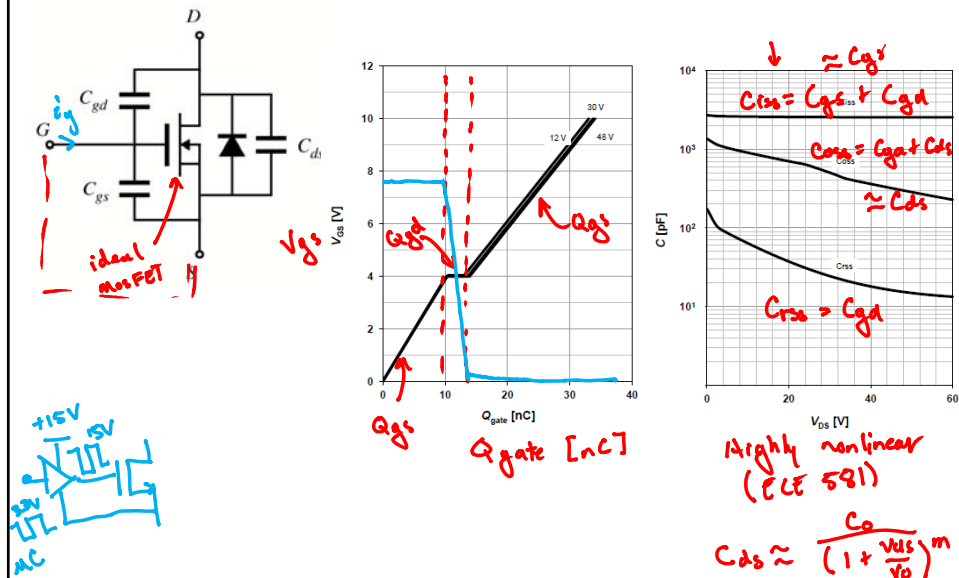 D
Cgd
ig
G
Cds
Cgs
ideal
MOSFET
Vgs
12
10
8
6
4
2
0
VGS [V]
30 V
12 V
48 V
Qgd
Qgs
Qgs
0
10
20
30
40
Qgate [nC]
Qgate [nC]
≈ Cgs
10⁴
10³
10²
10¹
C [pF]
Ciss = Cgs + Cgd
Ciss
Coss = Cgd + Cds
Coss
≈ Cds
Crss
Crss = Cgd
0
20
40
60
VDS [V]
Highly nonlinear
(ECE 581)
Cds ≈ Co / (1 + Vds/Vo)^m
+15V
15V
3.3V
μC